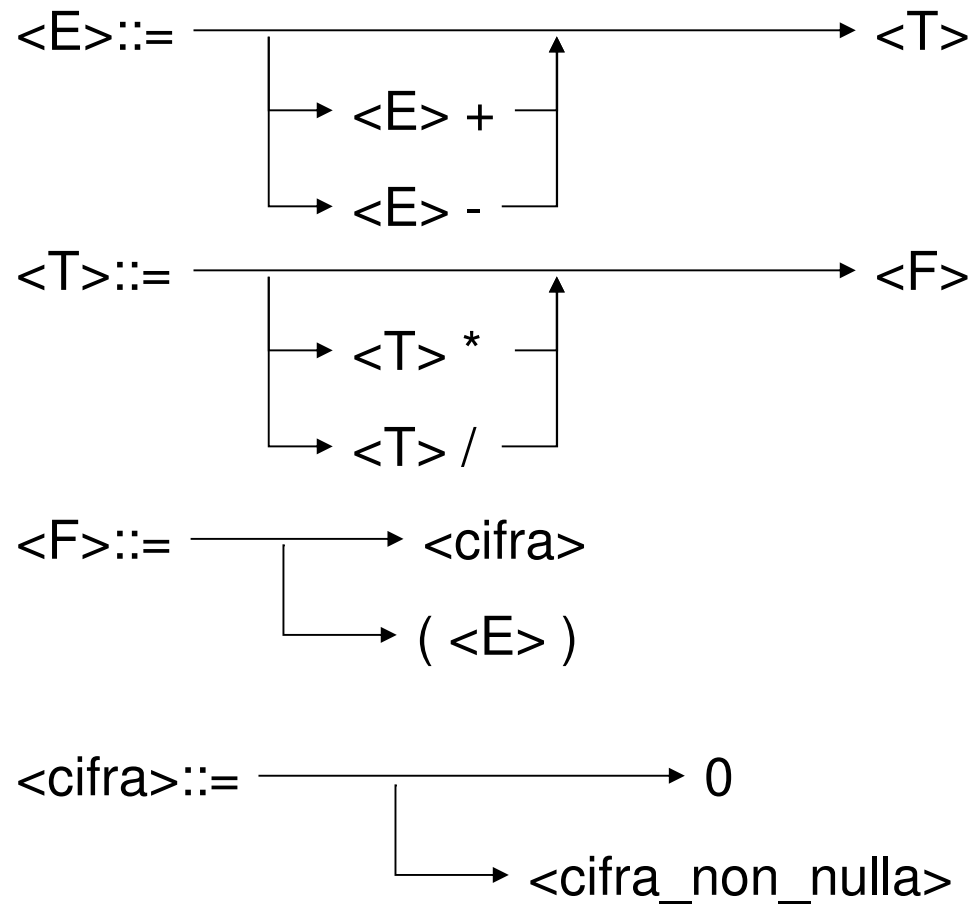 <E>::= <T>
<E> +
<E> -
<T>::= <F>
<T> *
<T> /
<F>::= <cifra>
( <E> )
<cifra>::= 0
<cifra_non_nulla>